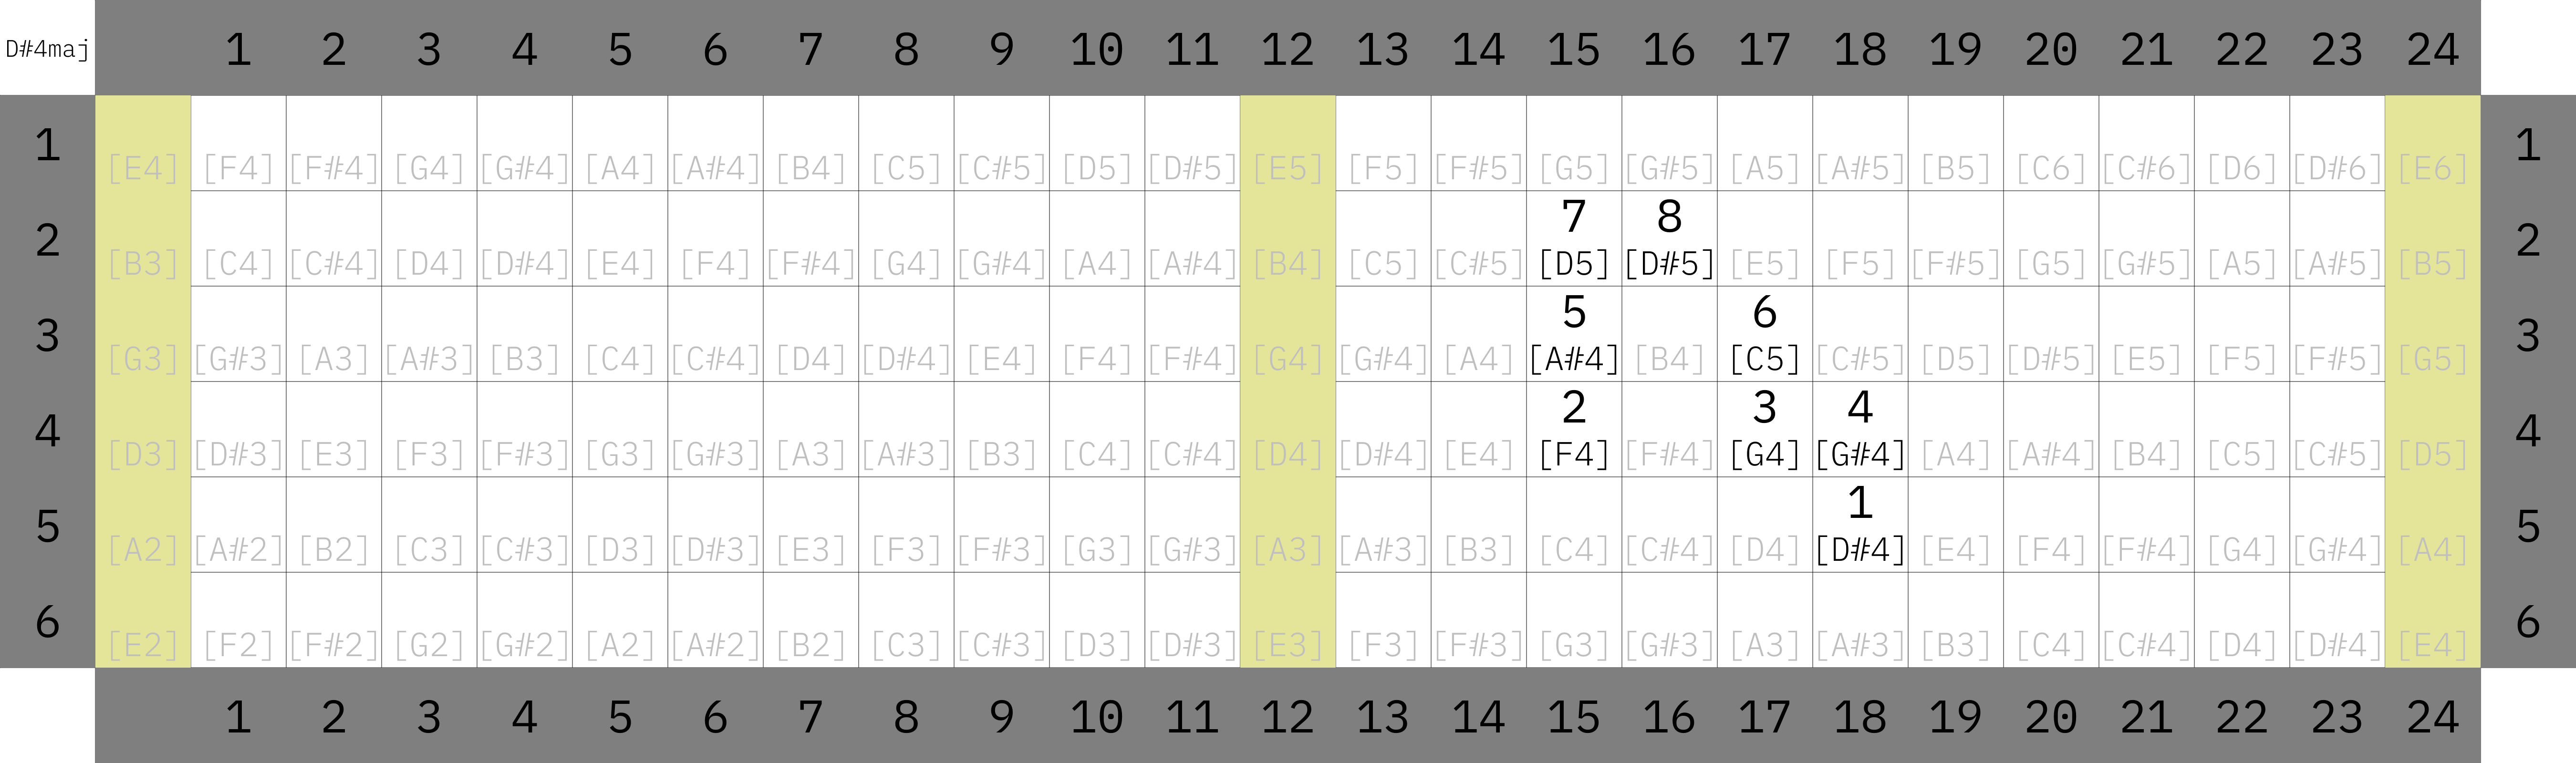 D#4maj 1 2 3 4 5 6 7 8 9 10 11 12 13 14 15 16 17 18 19 20 21 22 23 24
1 [E4] [F4] [F#4] [G4] [G#4] [A4] [A#4] [B4] [C5] [C#5] [D5] [D#5] [E5] [F5] [F#5] [G5] [G#5] [A5] [A#5] [B5] [C6] [C#6] [D6] [D#6] [E6] 1
7 8
2 [B3] [C4] [C#4] [D4] [D#4] [E4] [F4] [F#4] [G4] [G#4] [A4] [A#4] [B4] [C5] [C#5] [D5] [D#5] [E5] [F5] [F#5] [G5] [G#5] [A5] [A#5] [B5] 2
5 6
3 [G3] [G#3] [A3] [A#3] [B3] [C4] [C#4] [D4] [D#4] [E4] [F4] [F#4] [G4] [G#4] [A4] [A#4] [B4] [C5] [C#5] [D5] [D#5] [E5] [F5] [F#5] [G5] 3
2 3 4
4 [D3] [D#3] [E3] [F3] [F#3] [G3] [G#3] [A3] [A#3] [B3] [C4] [C#4] [D4] [D#4] [E4] [F4] [F#4] [G4] [G#4] [A4] [A#4] [B4] [C5] [C#5] [D5] 4
1
5 [A2] [A#2] [B2] [C3] [C#3] [D3] [D#3] [E3] [F3] [F#3] [G3] [G#3] [A3] [A#3] [B3] [C4] [C#4] [D4] [D#4] [E4] [F4] [F#4] [G4] [G#4] [A4] 5
6 [E2] [F2] [F#2] [G2] [G#2] [A2] [A#2] [B2] [C3] [C#3] [D3] [D#3] [E3] [F3] [F#3] [G3] [G#3] [A3] [A#3] [B3] [C4] [C#4] [D4] [D#4] [E4] 6
1 2 3 4 5 6 7 8 9 10 11 12 13 14 15 16 17 18 19 20 21 22 23 24